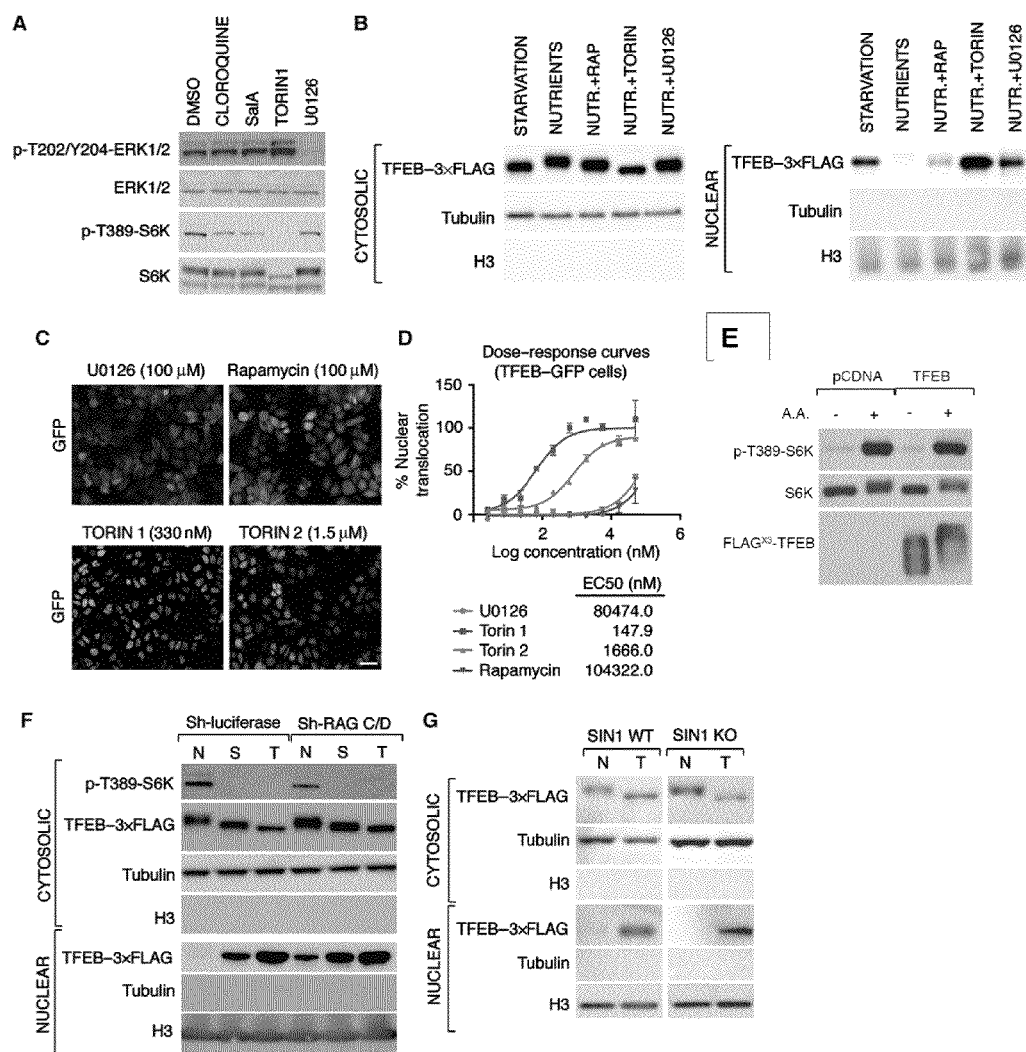 A
DMSO
CLOROQUINE
SalA
TORIN1
U0126
p-T202/Y204-ERK1/2
ERK1/2
p-T389-S6K
S6K
B
STARVATION
NUTRIENTS
NUTR.+RAP
NUTR.+TORIN
NUTR.+U0126
CYTOSOLIC
TFEB–3×FLAG
Tubulin
H3
STARVATION
NUTRIENTS
NUTR.+RAP
NUTR.+TORIN
NUTR.+U0126
NUCLEAR
TFEB–3×FLAG
Tubulin
H3
C
U0126 (100 µM)
Rapamycin (100 µM)
GFP
TORIN 1 (330 nM)
TORIN 2 (1.5 µM)
GFP
D
Dose–response curves
(TFEB–GFP cells)
% Nuclear
translocation
150
100
50
0
0 2 4 6
Log concentration (nM)
EC50 (nM)
U0126 80474.0
Torin 1 147.9
Torin 2 1666.0
Rapamycin 104322.0
E
pCDNA TFEB
A.A. - + - +
p-T389-S6K
S6K
FLAGX3-TFEB
F
Sh-luciferase Sh-RAG C/D
N S T N S T
CYTOSOLIC
p-T389-S6K
TFEB–3×FLAG
Tubulin
H3
NUCLEAR
TFEB–3×FLAG
Tubulin
H3
G
SIN1 WT SIN1 KO
N T N T
CYTOSOLIC
TFEB–3×FLAG
Tubulin
H3
NUCLEAR
TFEB–3×FLAG
Tubulin
H3